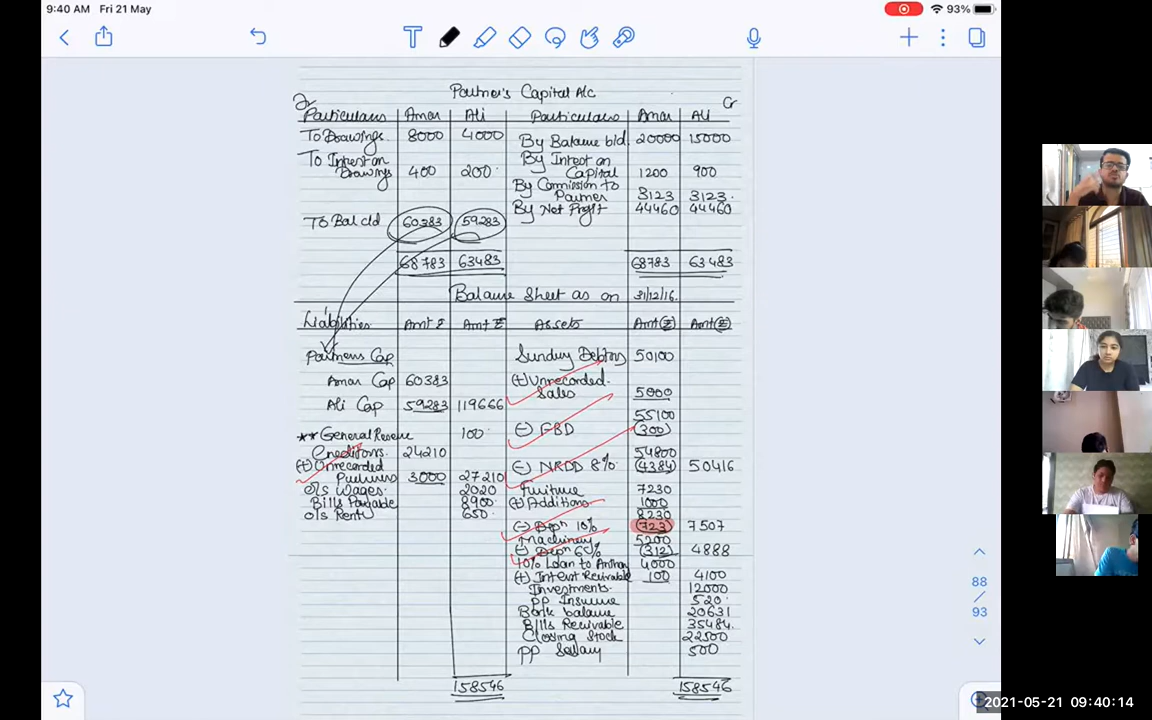 9:40 AM Fri 21 May
93%
Partner's Capital A/c
Dr Cr
Particulars Amar Ali Particulars Amar Ali
To Drawings 8000 4000 By Balance b/d 20000 15000
To Interest on Drawings 400 200 By Interest on Capital 1200 900
By Commission to Partner 3123 3123
By Net Profit 44460 44460
To Bal c/d 60383 59283
68783 63483 68783 63483
Balance Sheet as on 31/12/16.
Liabilities Amt ₹ Amt ₹ Assets Amt(₹) Amt(₹)
Partners Cap Sundry Debtors 50100
Amar Cap 60383 (+) Unrecorded Sales 5000
Ali Cap 59283 119666 55100
** General Reserve 100 (-) FBD (300)
Creditors 24210 54800
(+) Unrecorded Purchases 3000 27210 (-) NRDD 8% (4384) 50416
o/s Wages 2020 Furniture 7230
Bills Payable 8900 (+) Additions 1000
o/s Rent 650 8230
(-) Depn 10% (723) 7507
Machinery 5200
(-) Depn 6% (312) 4888
10% Loan to 4000
(+) Interest Receivable 100 4100
Investments 12000
PP Insurance 520
Bank balance 20631
Bills Receivable 35484
Closing Stock 22500
PP Salary 500
158546 158546
88
/
93
2021-05-21 09:40:14